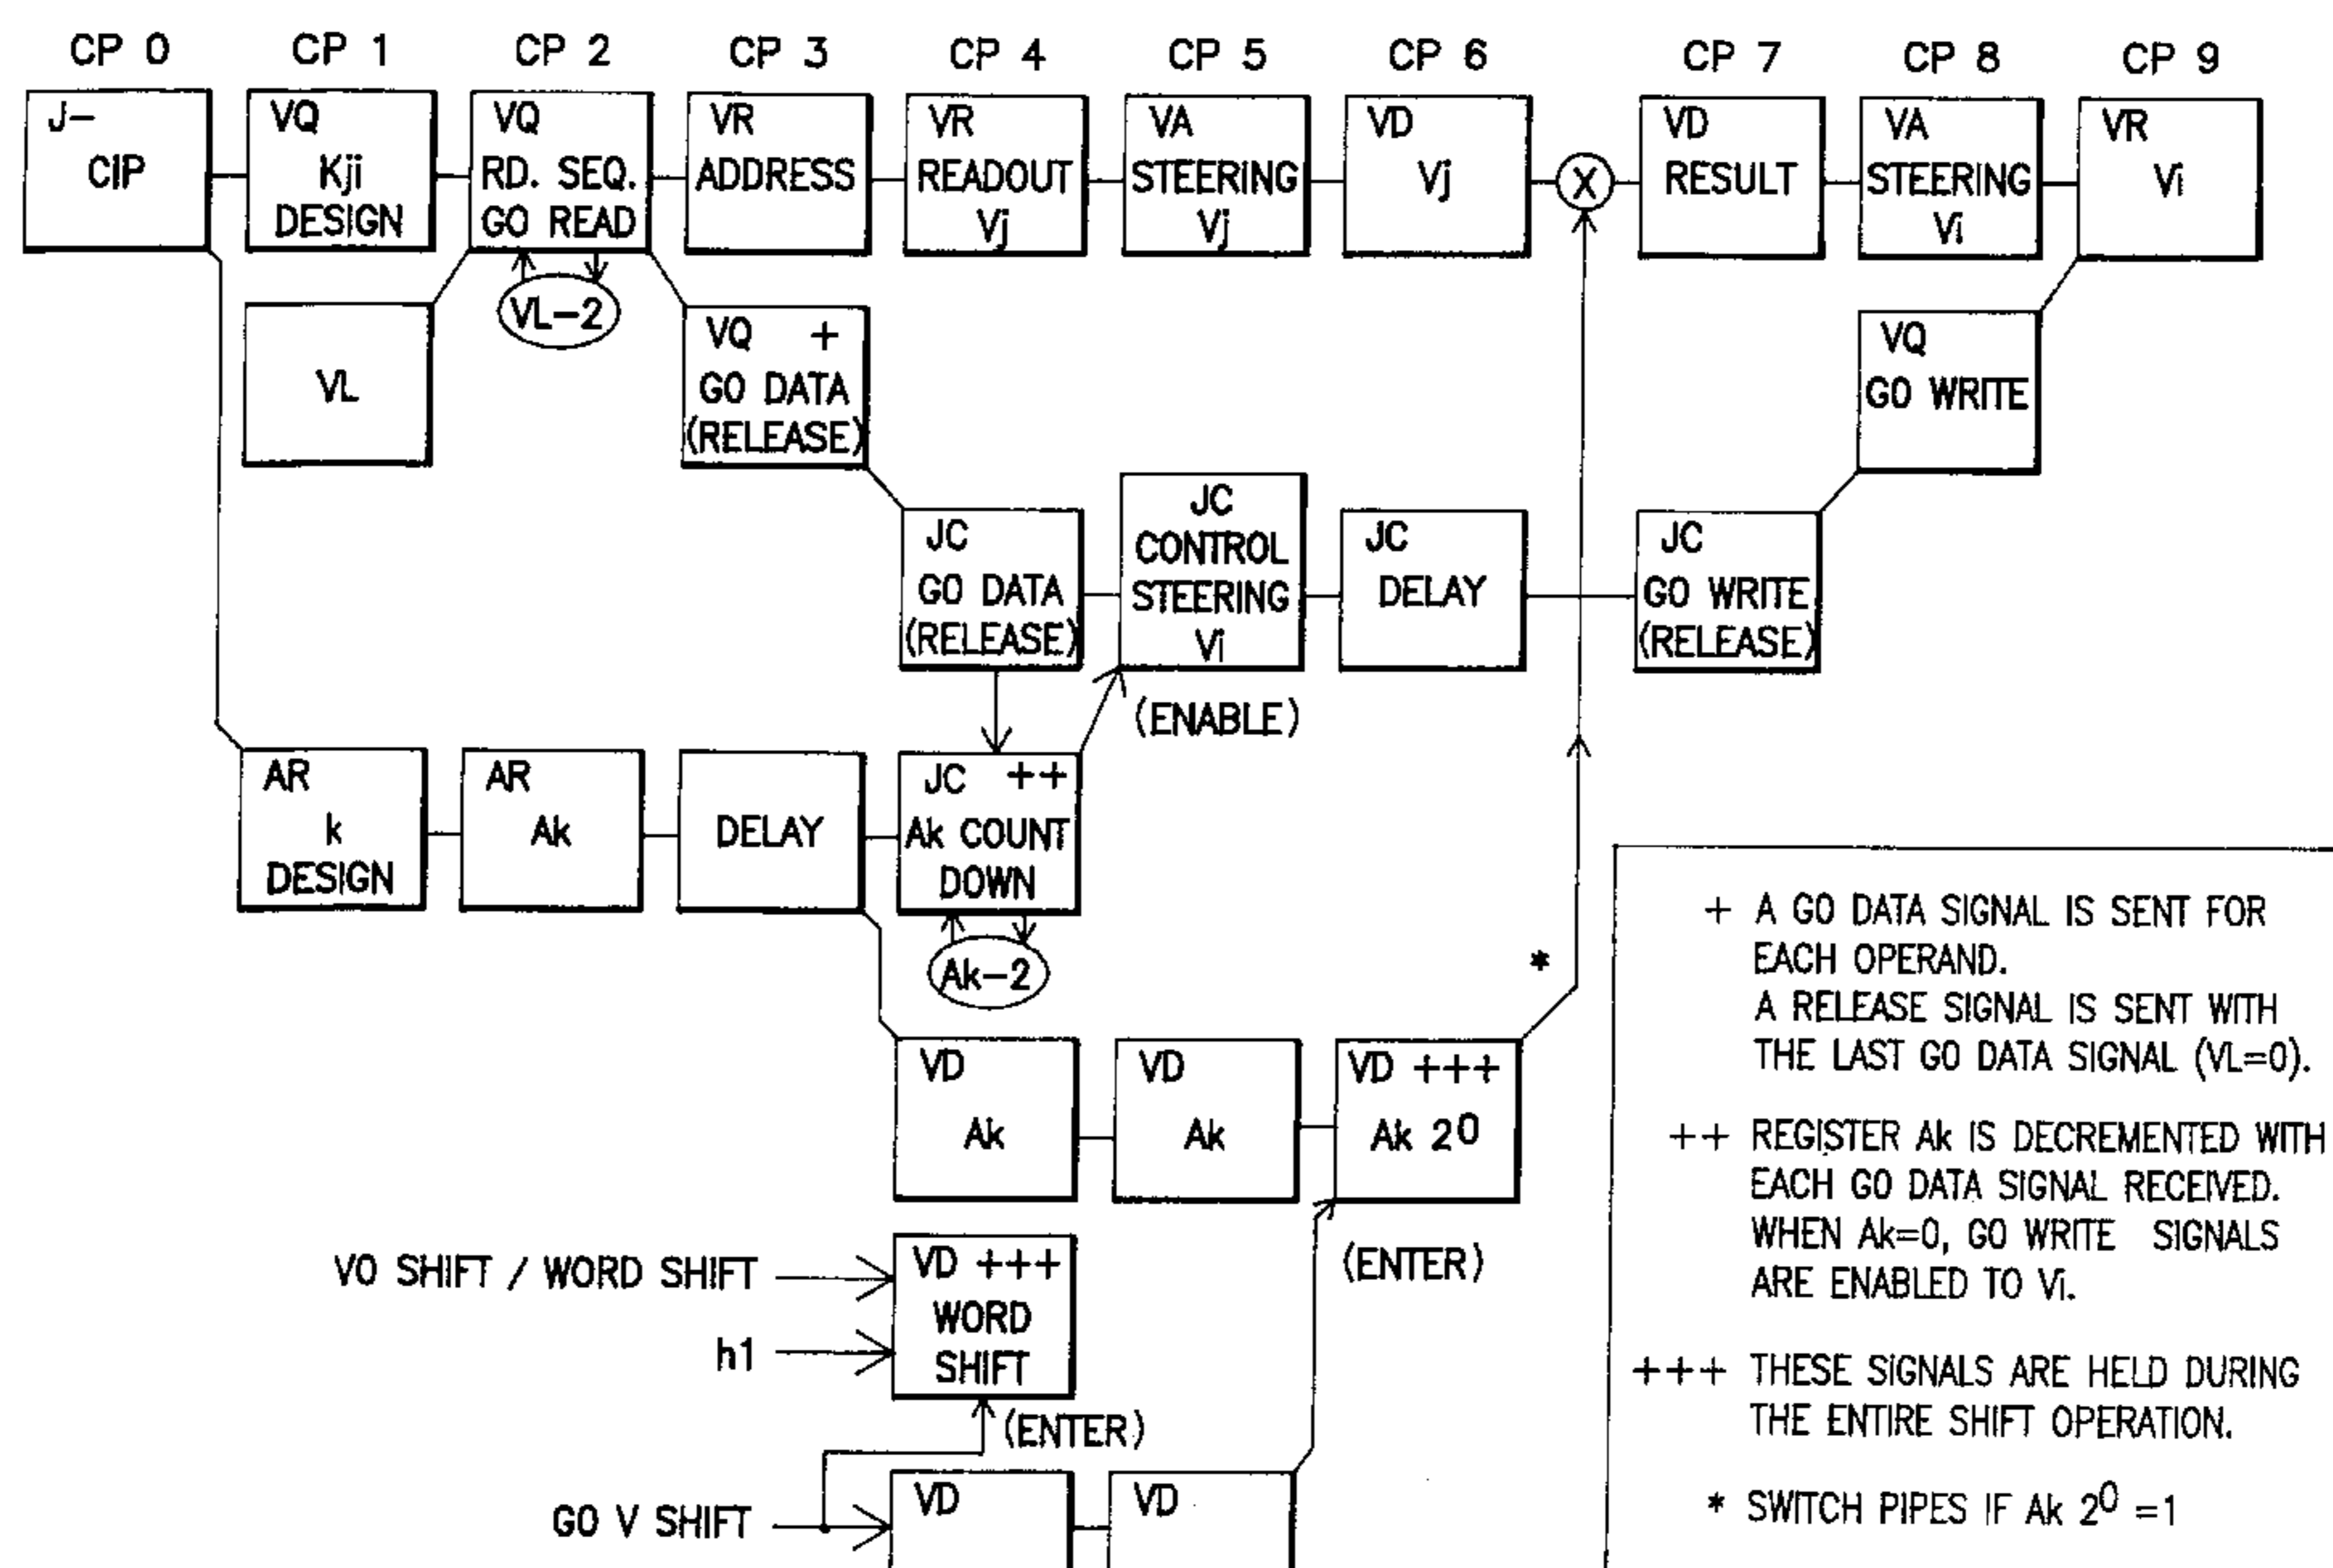 CP 0 CP 1 CP 2 CP 3 CP 4 CP 5 CP 6 CP 7 CP 8 CP 9
J-
CIP
VQ
Kji
DESIGN
VQ
RD. SEQ.
GO READ
VR
ADDRESS
VR
READOUT
Vj
VA
STEERING
Vj
VD
Vj
X
VD
RESULT
VA
STEERING
Vi
VR
Vi
VL
VL-2
VQ +
GO DATA
(RELEASE)
VQ
GO WRITE
JC
GO DATA
(RELEASE)
JC
CONTROL
STEERING
Vi
(ENABLE)
JC
DELAY
JC
GO WRITE
(RELEASE)
AR
k
DESIGN
AR
Ak
DELAY
JC ++
Ak COUNT
DOWN
Ak-2
*
VD
Ak
VD
Ak
VD +++
Ak 2⁰
(ENTER)
VO SHIFT / WORD SHIFT
h1
VD +++
WORD
SHIFT
(ENTER)
GO V SHIFT
VD
VD
+ A GO DATA SIGNAL IS SENT FOR
EACH OPERAND.
A RELEASE SIGNAL IS SENT WITH
THE LAST GO DATA SIGNAL (VL=0).
++ REGISTER Ak IS DECREMENTED WITH
EACH GO DATA SIGNAL RECEIVED.
WHEN Ak=0, GO WRITE SIGNALS
ARE ENABLED TO Vi.
+++ THESE SIGNALS ARE HELD DURING
THE ENTIRE SHIFT OPERATION.
* SWITCH PIPES IF Ak 2⁰ =1